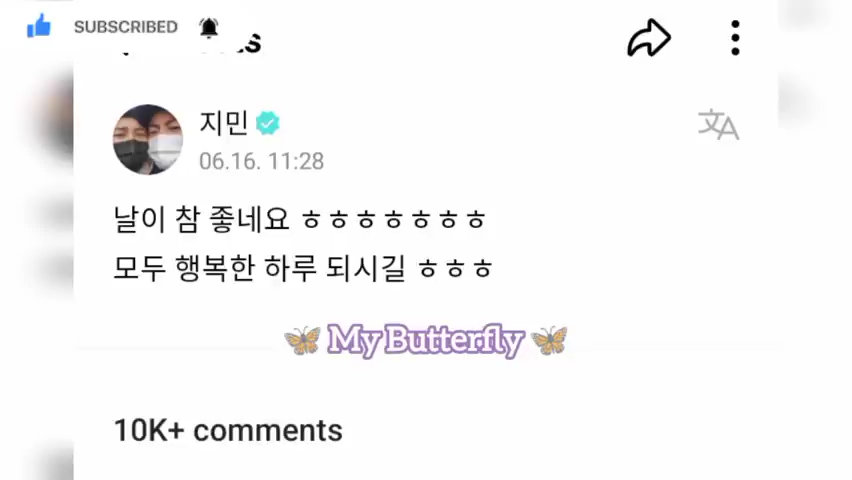 SUBSCRIBED
지민
06.16. 11:28
날이 참 좋네요 ㅎㅎㅎㅎㅎㅎㅎ
모두 행복한 하루 되시길 ㅎㅎㅎ
My Butterfly
10K+ comments